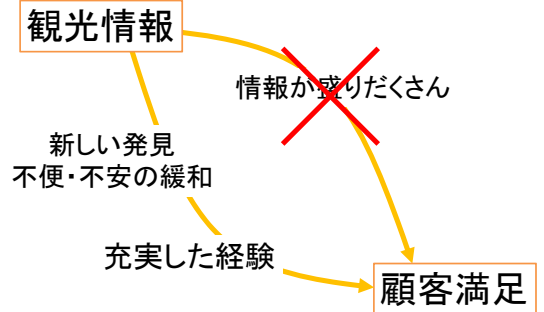 観光情報
情報が盛りだくさん
新しい発見
不便・不安の緩和
充実した経験
顧客満足